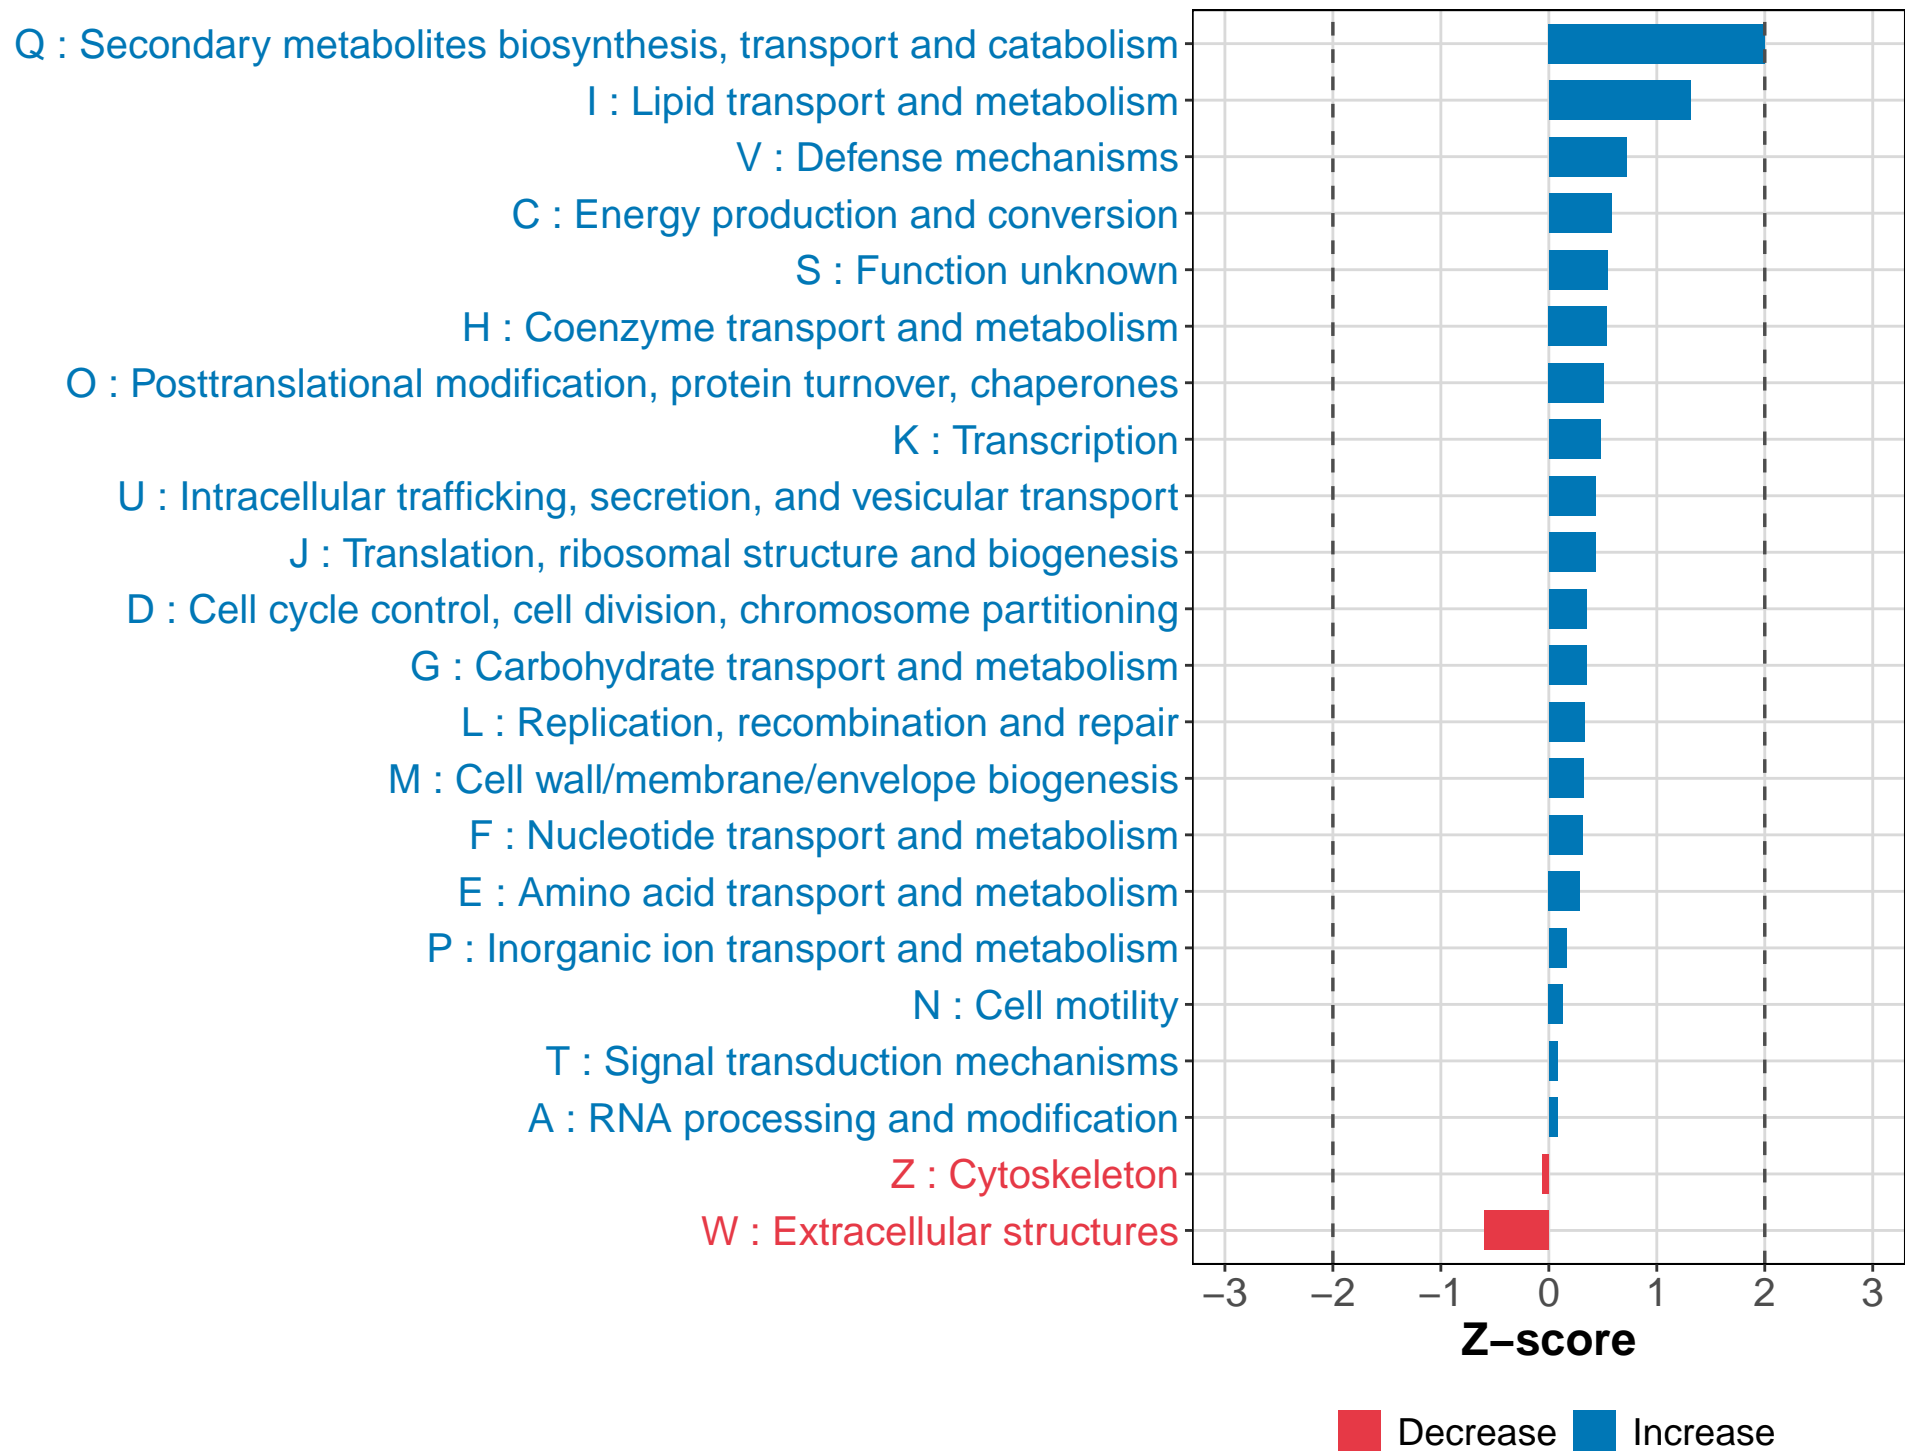 Q : Secondary metabolites biosynthesis, transport and catabolism
I : Lipid transport and metabolism
V : Defense mechanisms
C : Energy production and conversion
S : Function unknown
H : Coenzyme transport and metabolism
O : Posttranslational modification, protein turnover, chaperones
K : Transcription
U : Intracellular trafficking, secretion, and vesicular transport
J : Translation, ribosomal structure and biogenesis
D : Cell cycle control, cell division, chromosome partitioning
G : Carbohydrate transport and metabolism
L : Replication, recombination and repair
M : Cell wall/membrane/envelope biogenesis
F : Nucleotide transport and metabolism
E : Amino acid transport and metabolism
P : Inorganic ion transport and metabolism
N : Cell motility
T : Signal transduction mechanisms
A : RNA processing and modification
Z : Cytoskeleton
W : Extracellular structures
−3 −2 −1 0 1 2 3
Z−score
Decrease Increase